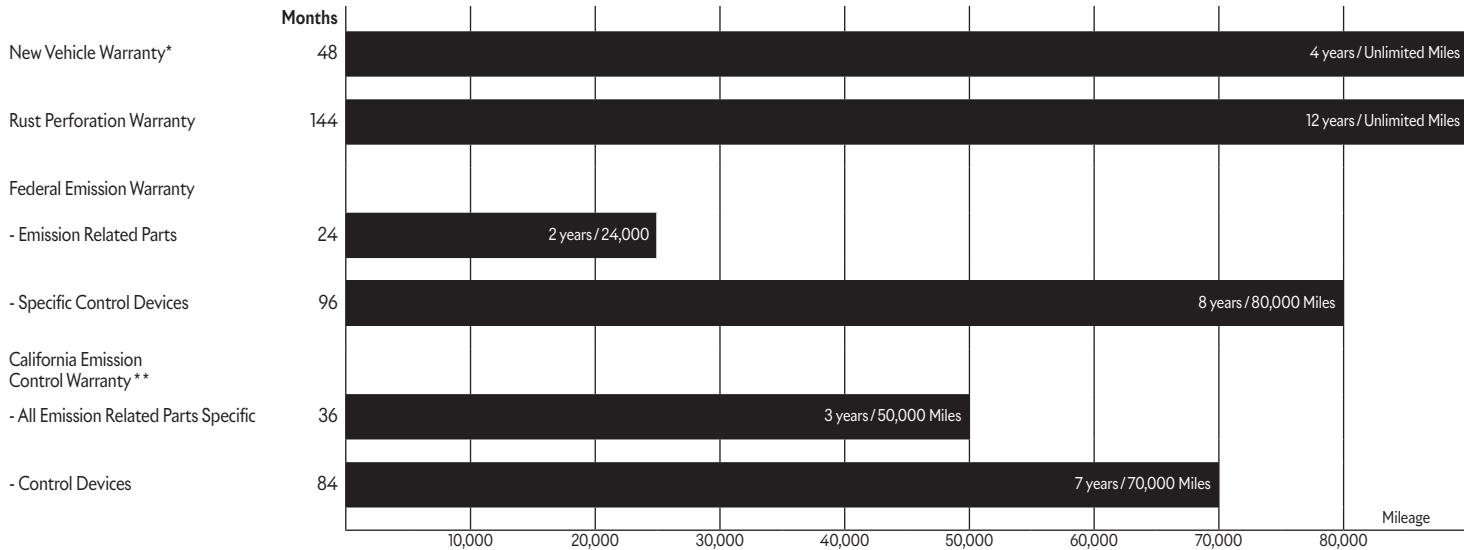 Months
New Vehicle Warranty* 48 4 years/Unlimited Miles
Rust Perforation Warranty 144 12 years/Unlimited Miles
Federal Emission Warranty
- Emission Related Parts 24 2 years/24,000
- Specific Control Devices 96 8 years/80,000 Miles
California Emission
Control Warranty**
- All Emission Related Parts Specific 36 3 years/50,000 Miles
- Control Devices 84 7 years/70,000 Miles
Mileage
10,000 20,000 30,000 40,000 50,000 60,000 70,000 80,000